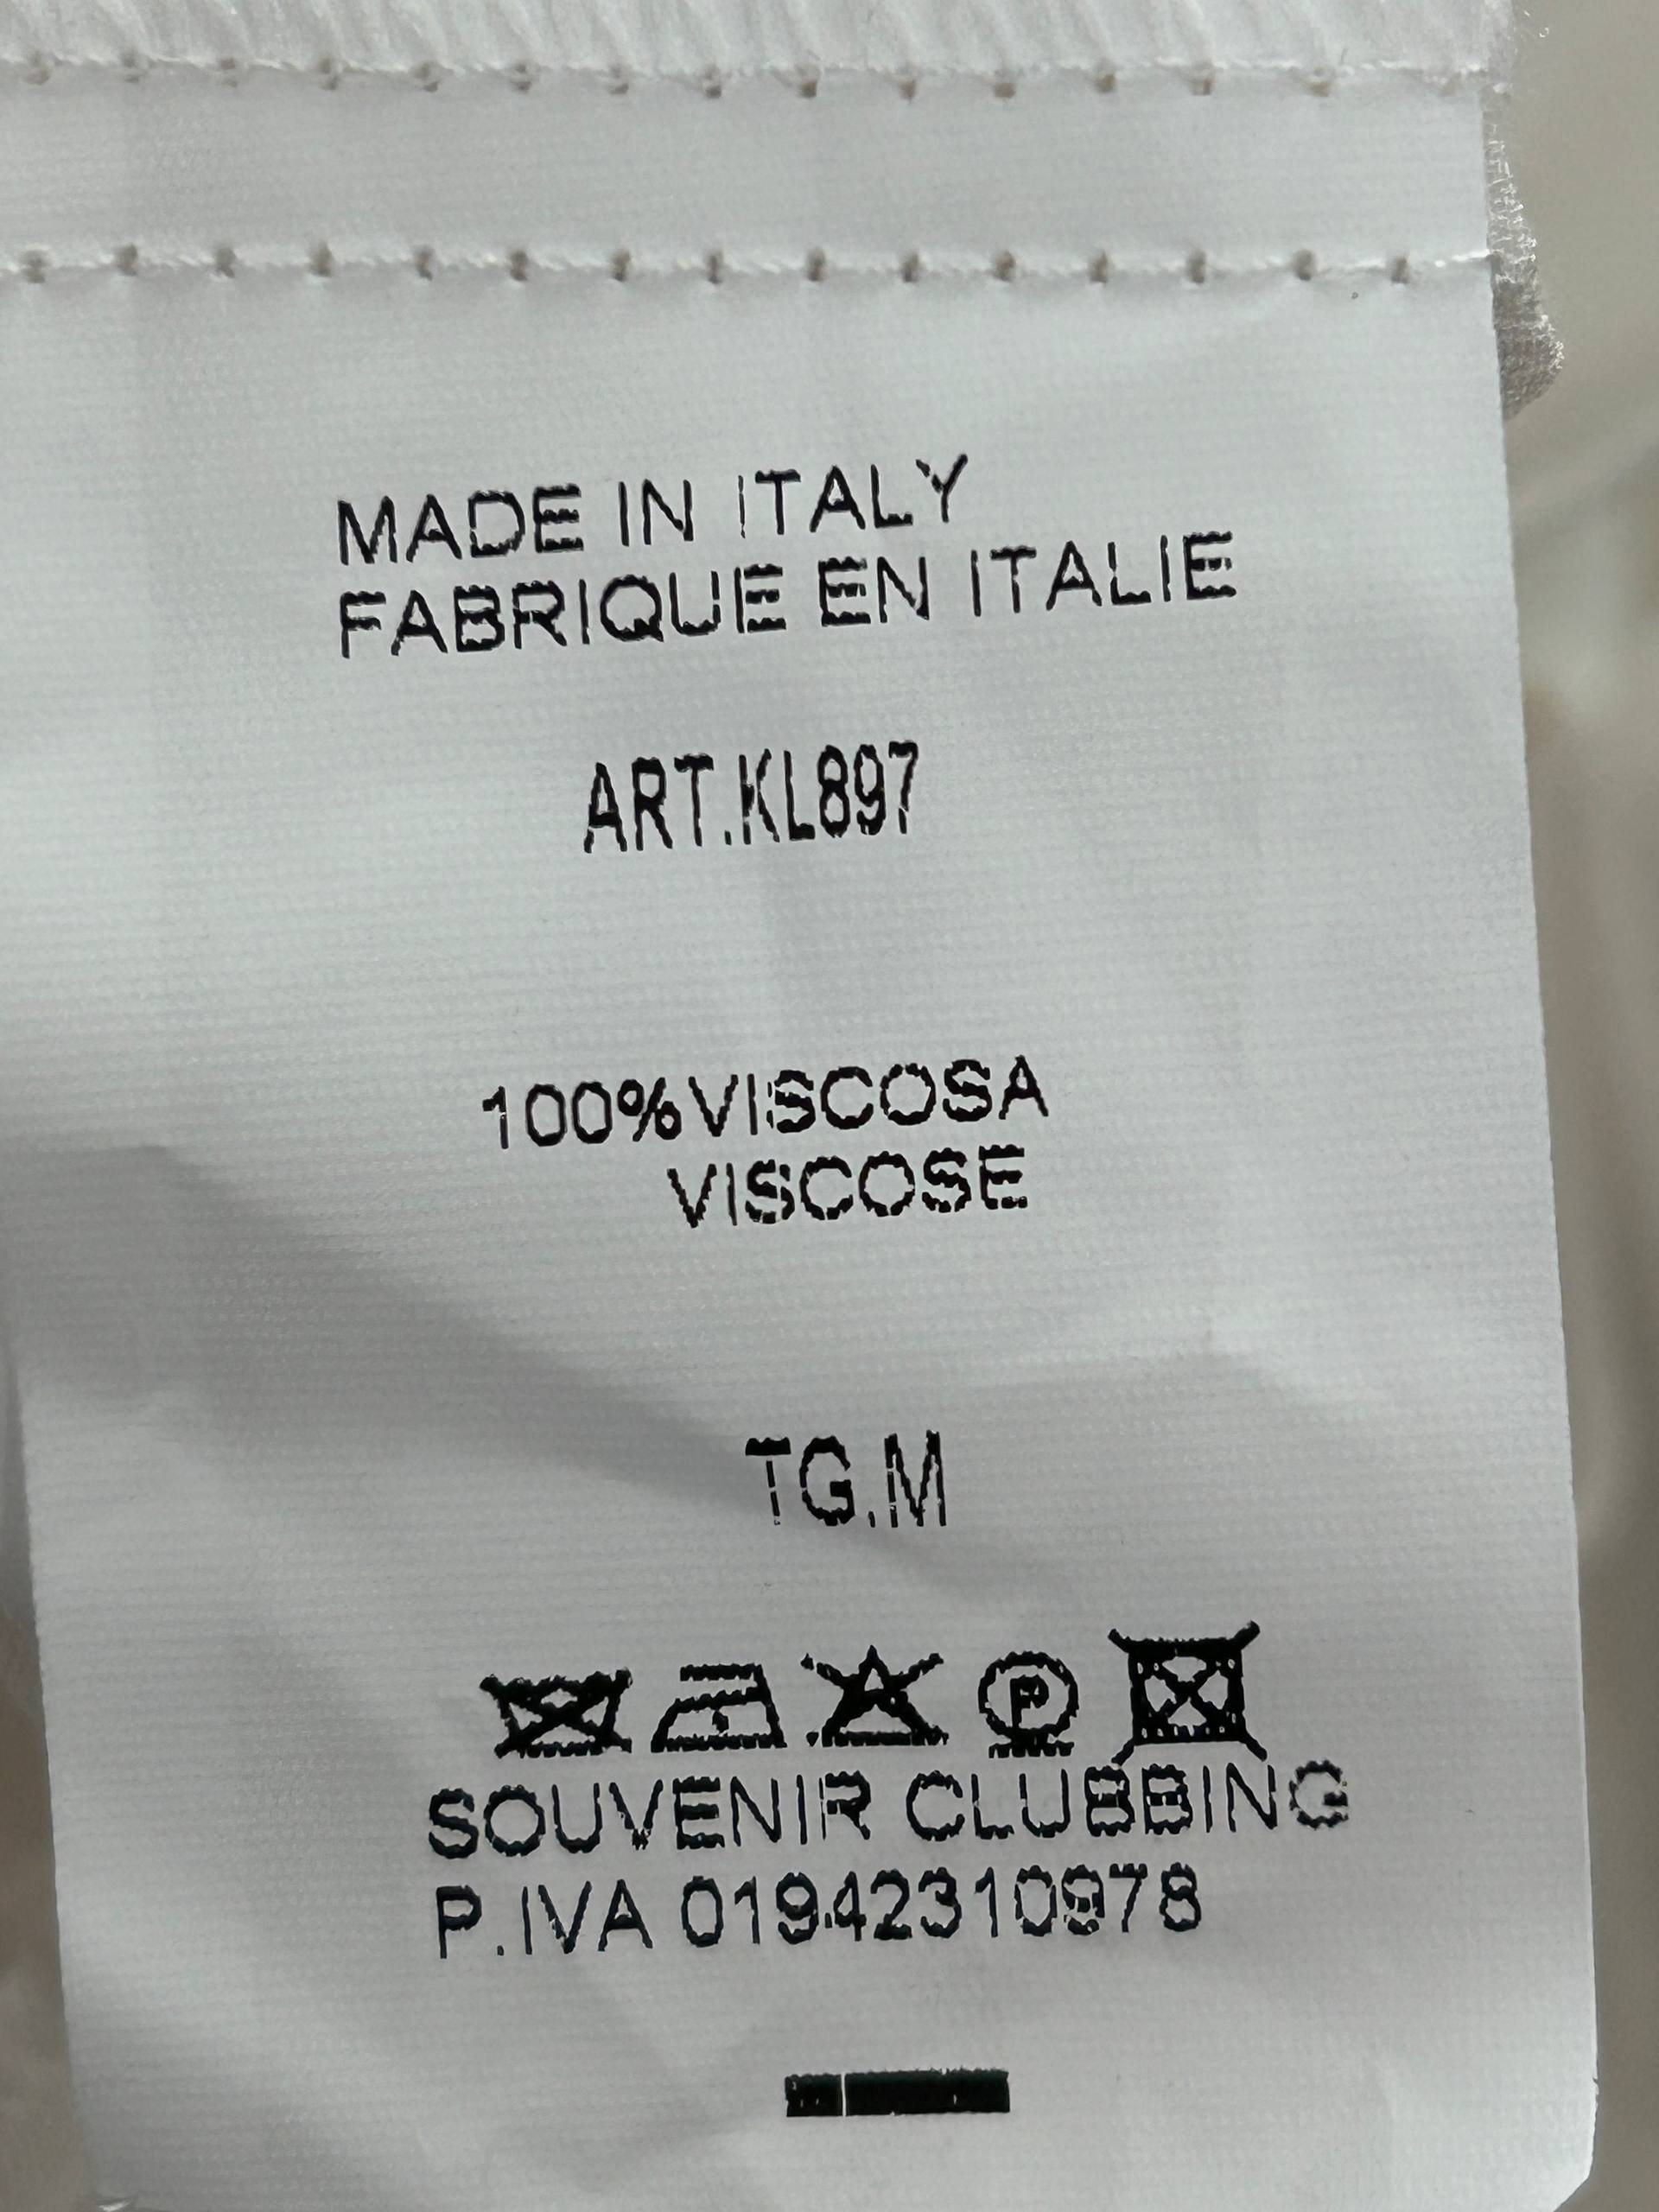 MADE IN ITALY
FABRIQUE EN ITALIE
ART.KL897
100%VISCOSA
VISCOSE
TG.M
P
SOUVENIR CLUBBING
P.IVA 01942310978